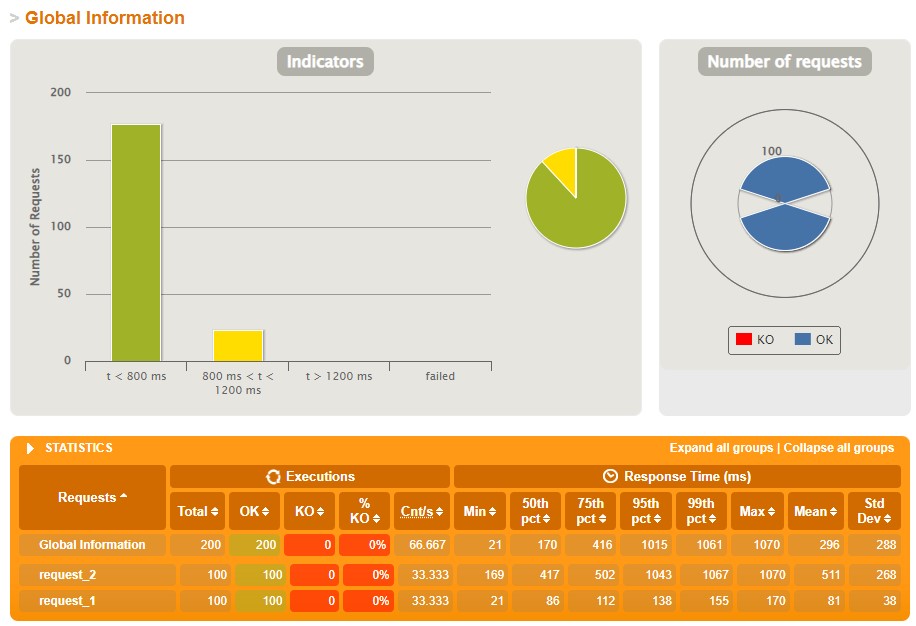 > Global Information
Indicators
Number of Requests
200
150
100
50
0
t < 800 ms
800 ms < t <
1200 ms
t > 1200 ms
failed
Number of requests
100
KO OK
STATISTICS Expand all groups | Collapse all groups
Requests Executions Response Time (ms)
Total OK KO % KO Cnt/s Min 50th pct 75th pct 95th pct 99th pct Max Mean Std Dev
Global Information 200 200 0 0% 66.667 21 170 416 1015 1061 1070 296 288
request_2 100 100 0 0% 33.333 169 417 502 1043 1067 1070 511 268
request_1 100 100 0 0% 33.333 21 86 112 138 155 170 81 38